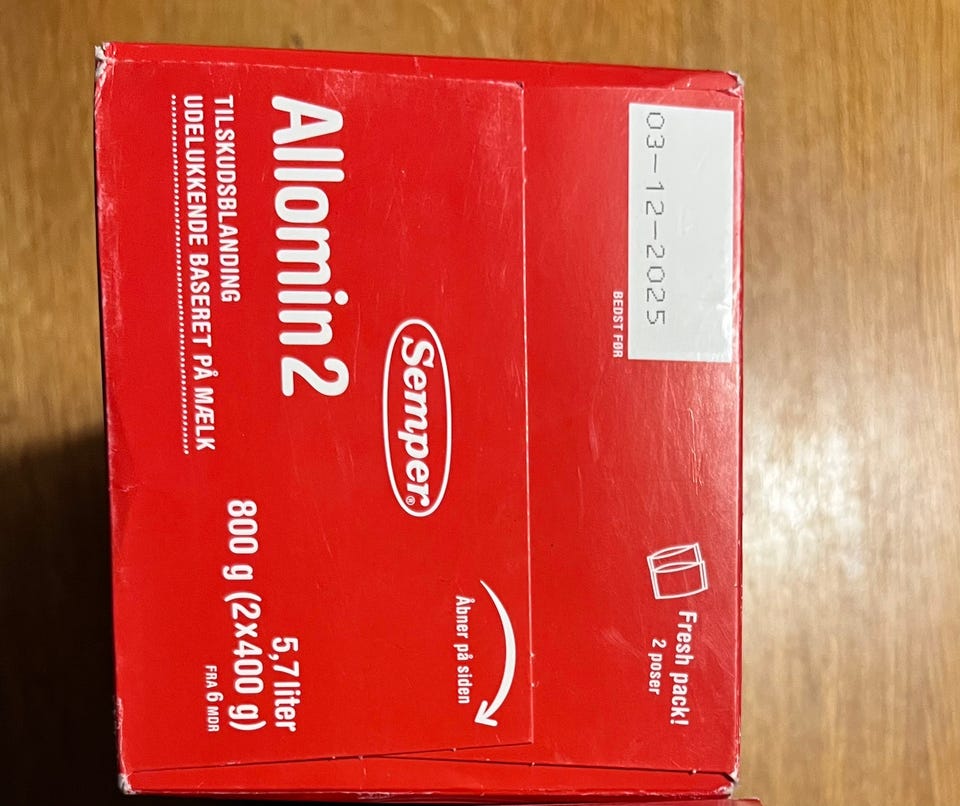 03-12-2025
BEDST FØR
Fresh pack!
2 poser
Semper®
Åbner på siden
Allomin 2
TILSKUDSBLANDING
UDELUKKENDE BASERET PÅ MÆLK
5,7 liter
800 g (2x400 g)
FRA 6 MDR